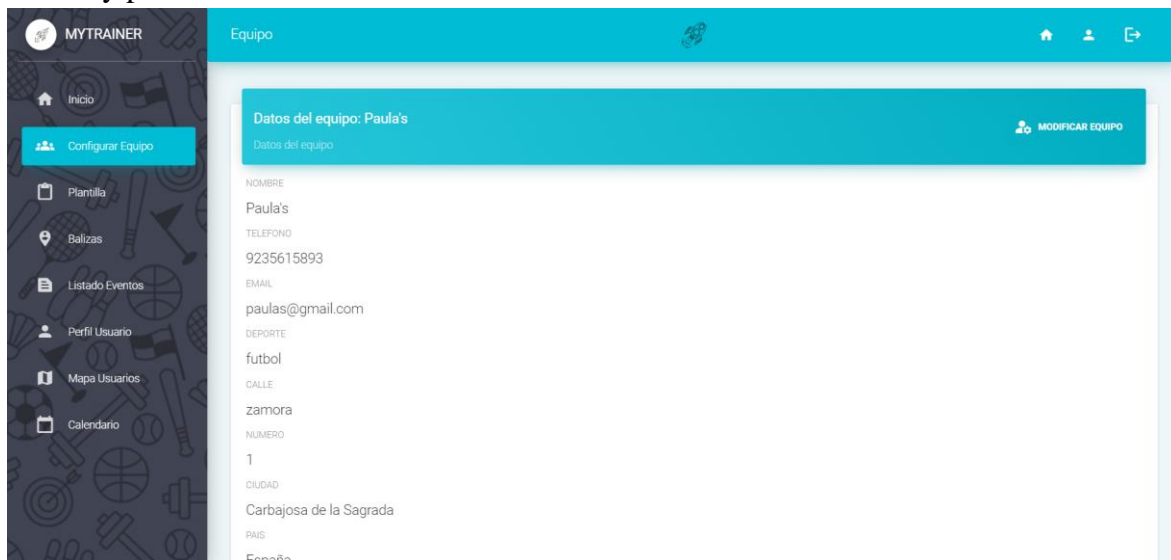 MYTRAINER
Inicio
Configurar Equipo
Plantilla
Balizas
Listado Eventos
Perfil Usuario
Mapa Usuarios
Calendario
Equipo
Datos del equipo: Paula's
Datos del equipo
MODIFICAR EQUIPO
NOMBRE
Paula's
TELEFONO
9235615893
EMAIL
paulas@gmail.com
DEPORTE
futbol
CALLE
zamora
NUMERO
1
CIUDAD
Carbajosa de la Sagrada
PAIS
España